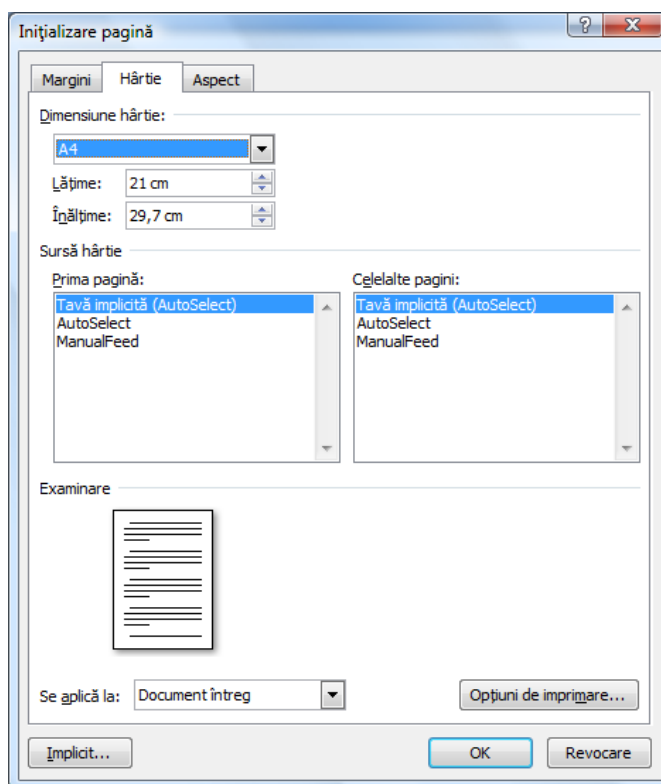 Inițializare pagină
Margini Hârtie Aspect
Dimensiune hârtie:
A4
Lățime: 21 cm
Înălțime: 29,7 cm
Sursă hârtie
Prima pagină: Celelalte pagini:
Tavă implicită (AutoSelect) Tavă implicită (AutoSelect)
AutoSelect AutoSelect
ManualFeed ManualFeed
Examinare
Se aplică la: Document întreg Opțiuni de imprimare...
Implicit... OK Revocare